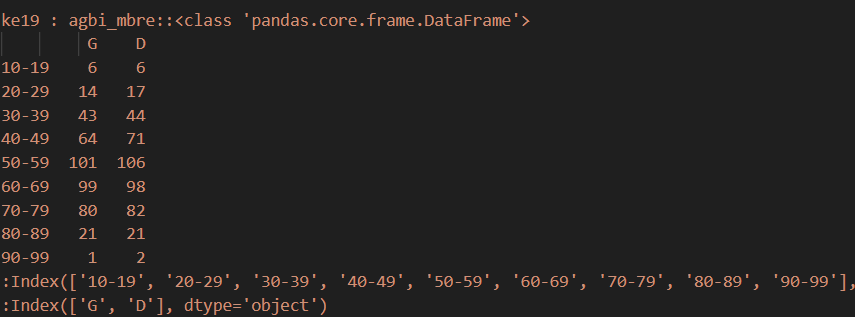 ke19 : agbi_mbre::<class 'pandas.core.frame.DataFrame'>
G D
10-19 6 6
20-29 14 17
30-39 43 44
40-49 64 71
50-59 101 106
60-69 99 98
70-79 80 82
80-89 21 21
90-99 1 2
:Index(['10-19', '20-29', '30-39', '40-49', '50-59', '60-69', '70-79', '80-89', '90-99'],
:Index(['G', 'D'], dtype='object')